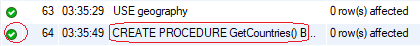 63 03:35:29 USE geography 0 row(s) affected
64 03:35:49 CREATE PROCEDURE GetCountries() B... 0 row(s) affected